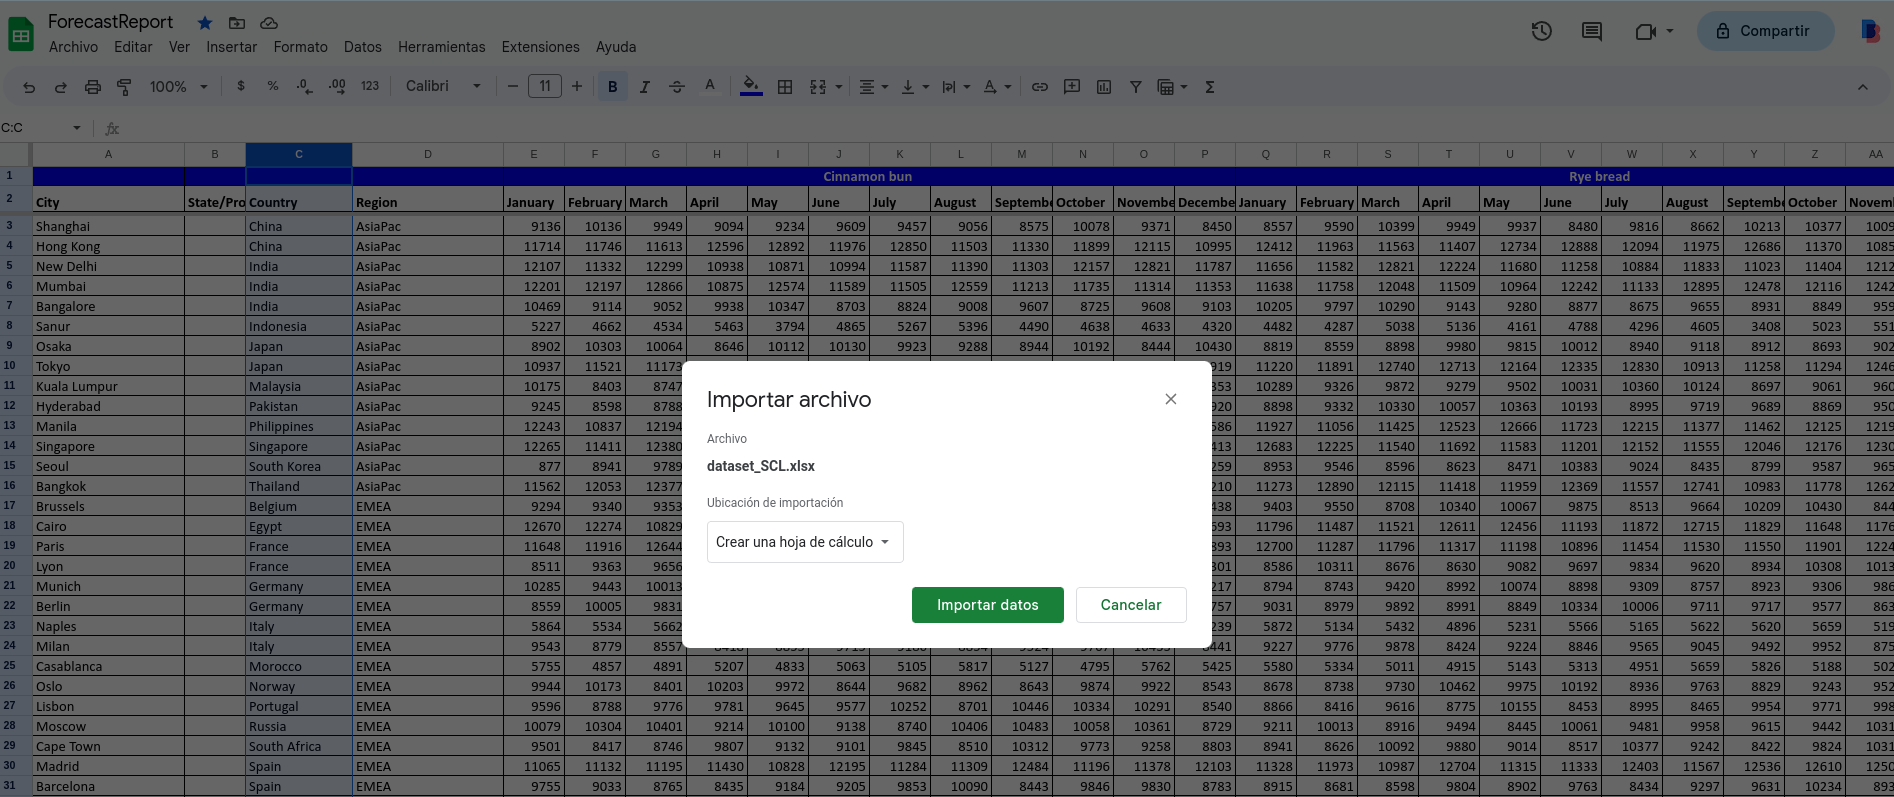 ForecastReport
Archivo Editar Ver Insertar Formato Datos Herramientas Extensiones Ayuda
Compartir
100% $ % .0 .00 123 Calibri 11 B I A A Σ
C:C fx
A B C D E F G H I J K L M N O P Q R S T U V W X Y Z AA
1 Cinnamon bun Rye bread
2 City State/Pro Country Region January February March April May June July August Septembe October Novembe Decembe January February March April May June July August Septembe October Novem
3 Shanghai China AsiaPac 9136 10136 9949 9094 9234 9609 9457 9056 8575 10078 9371 8450 8557 9590 10399 9949 9937 8480 9816 8662 10213 10377 1009
4 Hong Kong China AsiaPac 11714 11746 11613 12596 12892 11976 12850 11503 11330 11899 12115 10995 12412 11963 11563 11407 12734 12888 12094 11975 12686 11370 1085
5 New Delhi India AsiaPac 12107 11332 12299 10938 10871 10994 11587 11390 11303 12157 12821 11787 11656 11582 12821 12224 11680 11258 10884 11833 11023 11404 1212
6 Mumbai India AsiaPac 12201 12197 12866 10875 12574 11589 11505 12559 11213 11735 11314 11353 11638 11758 12048 11509 10964 12242 11133 12895 12478 12116 1242
7 Bangalore India AsiaPac 10469 9114 9052 9938 10347 8703 8824 9008 9607 8725 9608 9103 10205 9797 10290 9143 9280 8877 8675 9655 8931 8849 959
8 Sanur Indonesia AsiaPac 5227 4662 4534 5463 3794 4865 5267 5396 4490 4638 4633 4320 4482 4287 5038 5136 4161 4788 4296 4605 3408 5023 551
9 Osaka Japan AsiaPac 8902 10303 10064 8646 10112 10130 9923 9288 8944 10192 8444 10430 8819 8559 8898 9980 9815 10012 8940 9118 8912 8693 902
10 Tokyo Japan AsiaPac 10937 11521 11173 919 11220 11891 12740 12713 12164 12335 12830 10913 11258 11294 1246
11 Kuala Lumpur Malaysia AsiaPac 10175 8403 8747 353 10289 9326 9872 9279 9502 10031 10360 10124 8697 9061 960
12 Hyderabad Pakistan AsiaPac 9245 8598 8788 920 8898 9332 10330 10057 10363 10193 8995 9719 9689 8869 950
13 Manila Philippines AsiaPac 12243 10837 12194 586 11927 11056 11425 12523 12666 11723 12215 11377 11462 12125 1219
14 Singapore Singapore AsiaPac 12265 11411 12380 413 12683 12225 11540 11692 11583 11201 12152 11555 12046 12176 1230
15 Seoul South Korea AsiaPac 877 8941 9789 259 8953 9546 8596 8623 8471 10383 9024 8435 8799 9587 965
16 Bangkok Thailand AsiaPac 11562 12053 12377 210 11273 12890 12115 11418 11959 12369 11557 12741 10983 11778 1262
17 Brussels Belgium EMEA 9294 9340 9353 438 9403 9550 8708 10340 10067 9875 8513 9664 10209 10430 844
18 Cairo Egypt EMEA 12670 12274 10829 693 11796 11487 11521 12611 12456 11193 11872 12715 11829 11648 1176
19 Paris France EMEA 11648 11916 12644 893 12700 11287 11796 11317 11198 10896 11454 11530 11550 11901 1224
20 Lyon France EMEA 8511 9363 9656 301 8586 10311 8676 8630 9082 9697 9834 9620 8934 10308 1013
21 Munich Germany EMEA 10285 9443 10013 217 8794 8743 9420 8992 10074 8898 9309 8757 8923 9306 986
22 Berlin Germany EMEA 8559 10005 9831 757 9031 8979 9892 8991 8849 10334 10006 9711 9717 9577 863
23 Naples Italy EMEA 5864 5534 5662 239 5872 5134 5432 4896 5231 5566 5165 5622 5620 5659 519
24 Milan Italy EMEA 9543 8779 8557 441 9227 9776 9878 8424 9224 8846 9565 9045 9492 9952 875
25 Casablanca Morocco EMEA 5755 4857 4891 5207 4833 5063 5105 5817 5127 4795 5762 5425 5580 5334 5011 4915 5143 5313 4951 5659 5826 5188 502
26 Oslo Norway EMEA 9944 10173 8401 10203 9972 8644 9682 8962 8643 9874 9922 8543 8678 8738 9730 10462 9975 10192 8936 9763 8829 9243 952
27 Lisbon Portugal EMEA 9596 8788 9776 9781 9645 9577 10252 8701 10446 10334 10291 8540 8866 8416 9616 8775 10155 8453 8995 8465 9954 9771 998
28 Moscow Russia EMEA 10079 10304 10401 9214 10100 9138 8740 10406 10483 10058 10361 8729 9211 10013 8916 9494 8445 10061 9481 9958 9615 9442 1031
29 Cape Town South Africa EMEA 9501 8417 8746 9807 9132 9101 9845 8510 10312 9773 9258 8803 8941 8626 10092 9880 9014 8517 10377 9242 8422 9824 1031
30 Madrid Spain EMEA 11065 11132 11195 11430 10828 12195 11284 11309 12484 11196 11378 12103 11328 11973 10987 12704 11315 11333 12403 11567 12536 12610 1250
31 Barcelona Spain EMEA 9755 9033 8765 8435 9184 9205 9853 10090 8443 9846 9830 8783 8915 8681 8598 9804 8902 9763 8434 9297 9631 10234 893
Importar archivo
Archivo
dataset_SCL.xlsx
Ubicación de importación
Crear una hoja de cálculo
Importar datos Cancelar